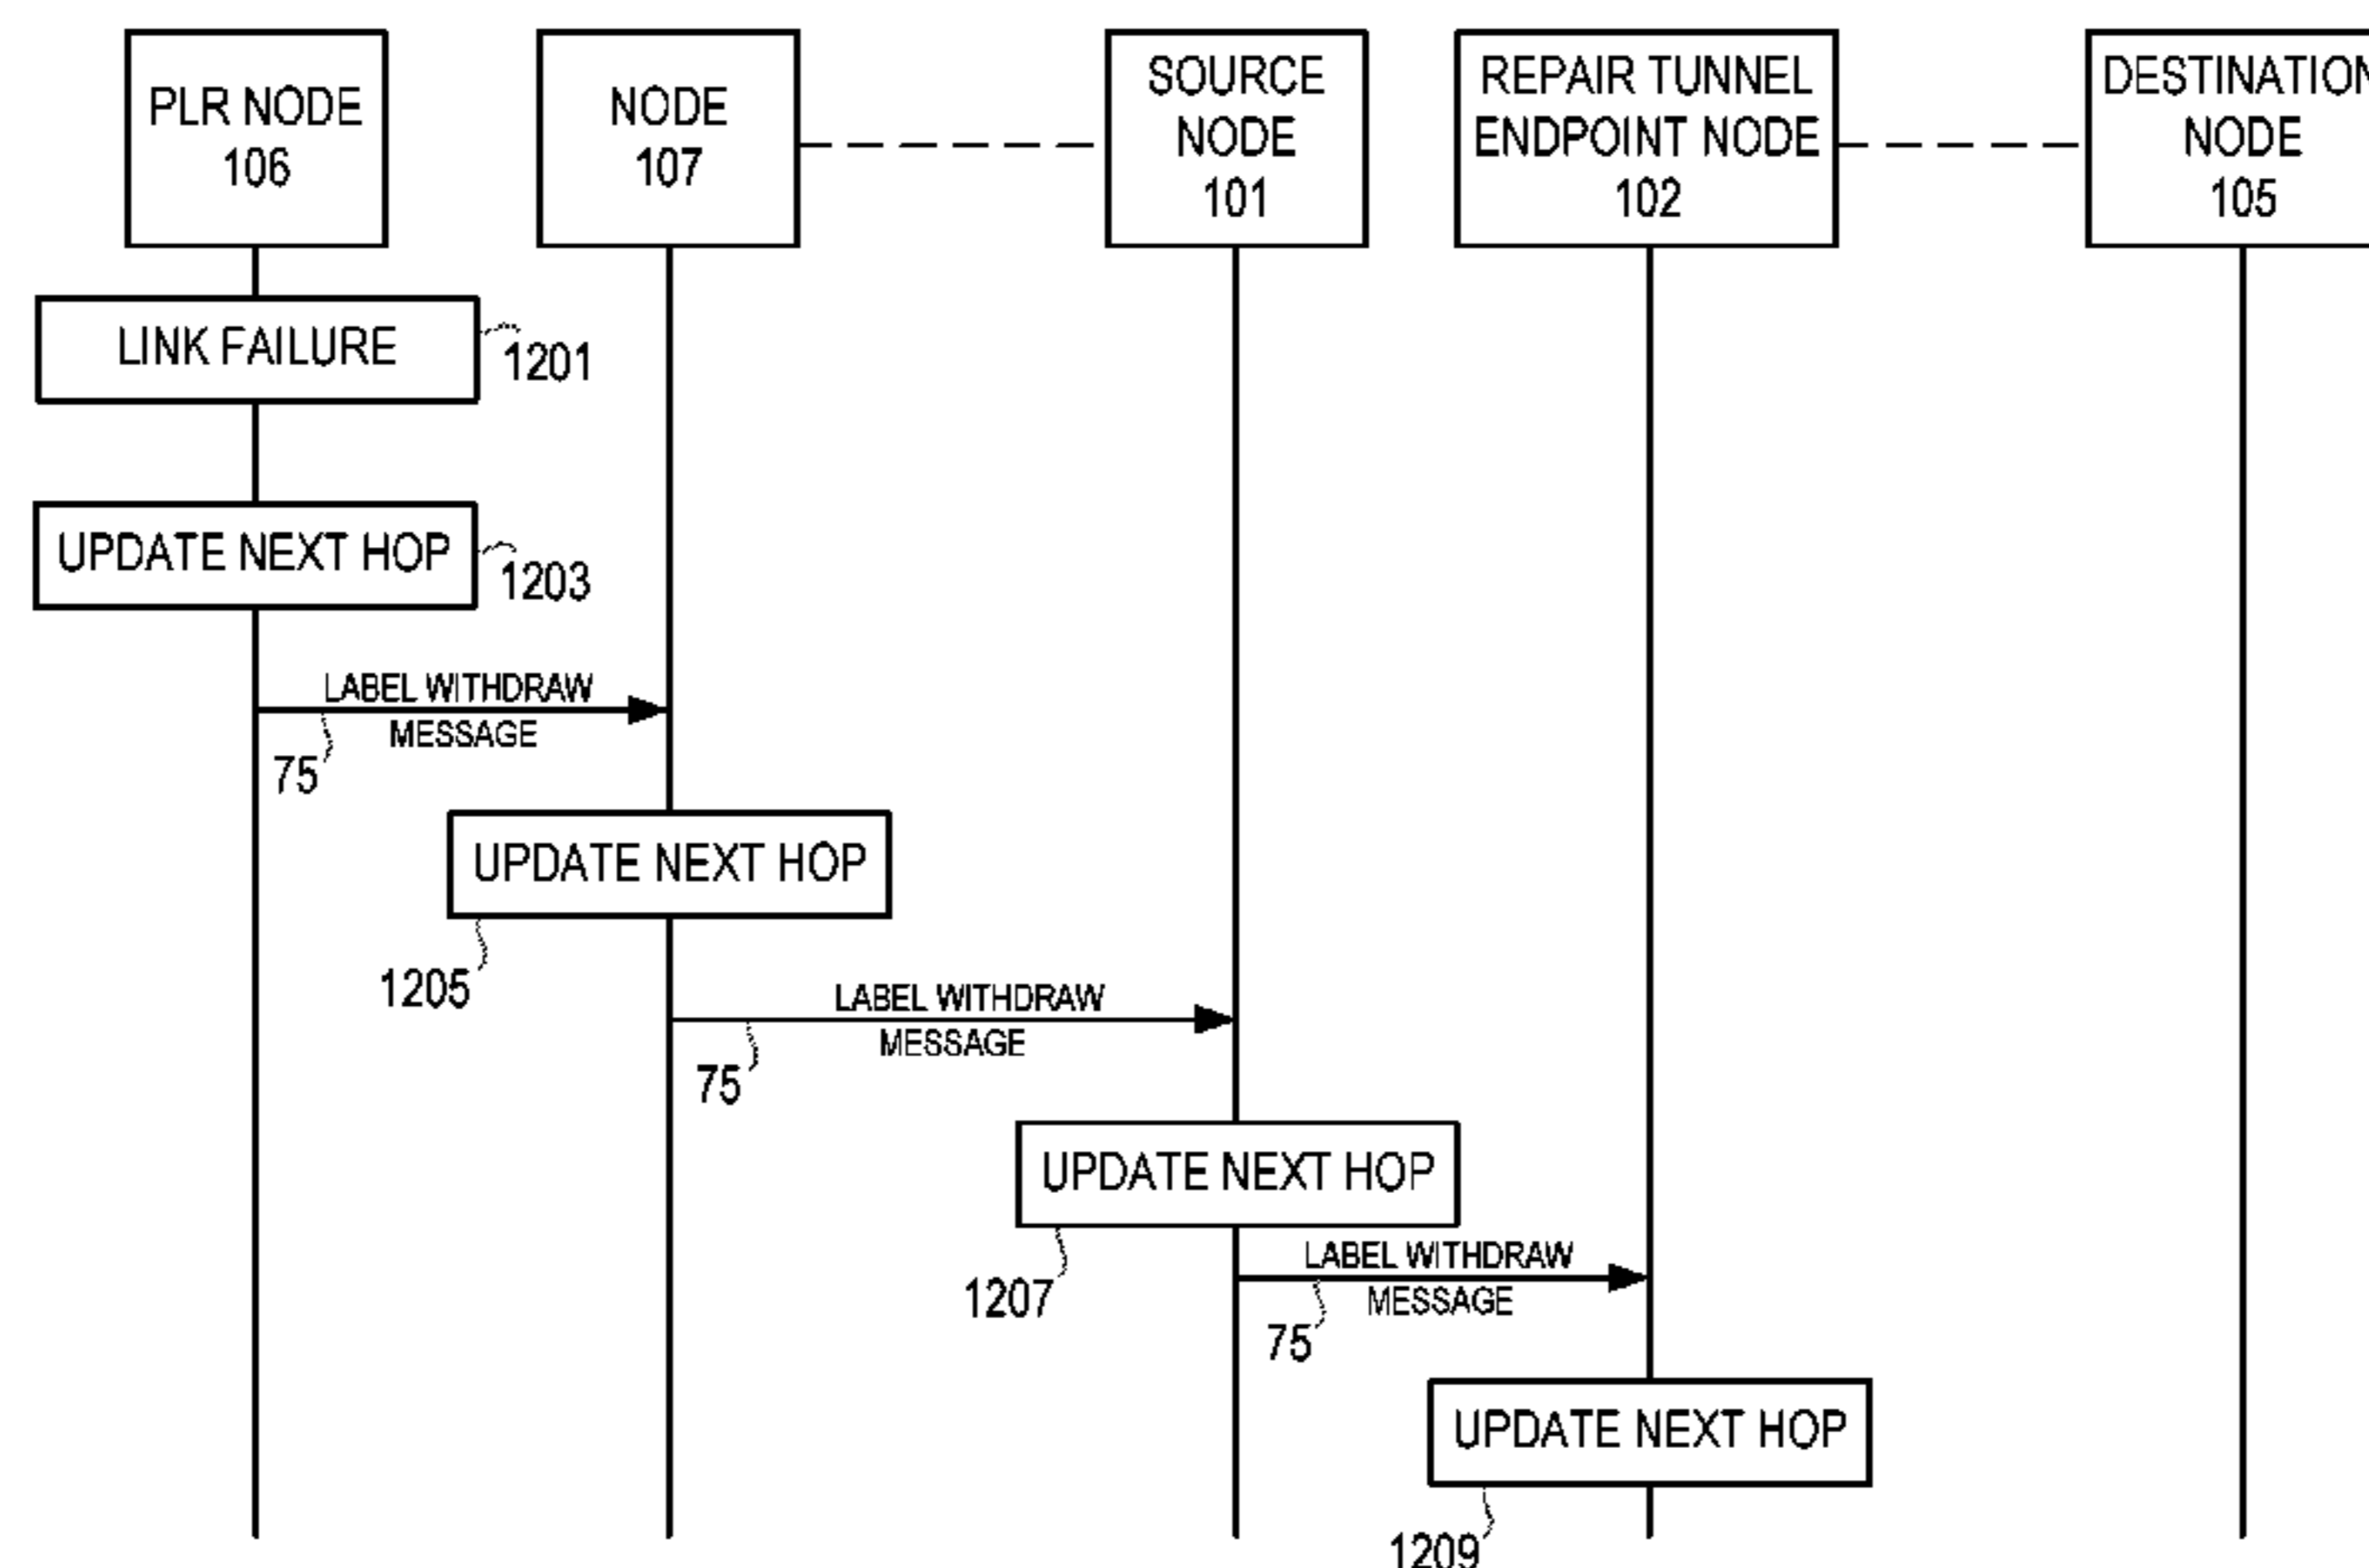 PLR NODE
106
NODE
107
SOURCE
NODE
101
REPAIR TUNNEL
ENDPOINT NODE
102
DESTINATION
NODE
105
LINK FAILURE
1201
UPDATE NEXT HOP
1203
LABEL WITHDRAW
MESSAGE
75
UPDATE NEXT HOP
1205
LABEL WITHDRAW
MESSAGE
75
UPDATE NEXT HOP
1207
LABEL WITHDRAW
MESSAGE
75
UPDATE NEXT HOP
1209